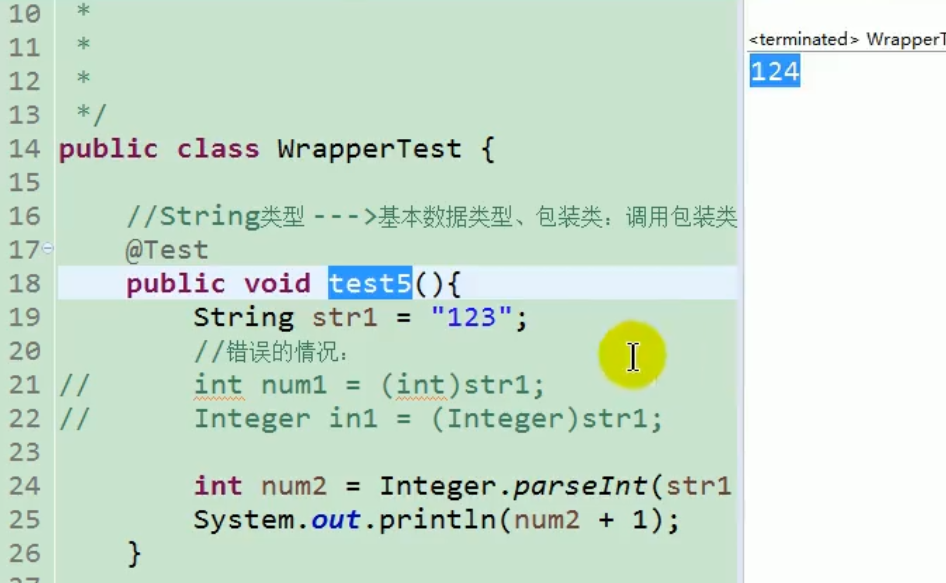 10 *
11 *
12 *
13 */
14 public class WrapperTest {
15
16 //String类型 --->基本数据类型、包装类：调用包装类
17 @Test
18 public void test5(){
19 String str1 = "123";
20 //错误的情况：
21 // int num1 = (int)str1;
22 // Integer in1 = (Integer)str1;
23
24 int num2 = Integer.parseInt(str1
25 System.out.println(num2 + 1);
26 }
<terminated> WrapperT
124